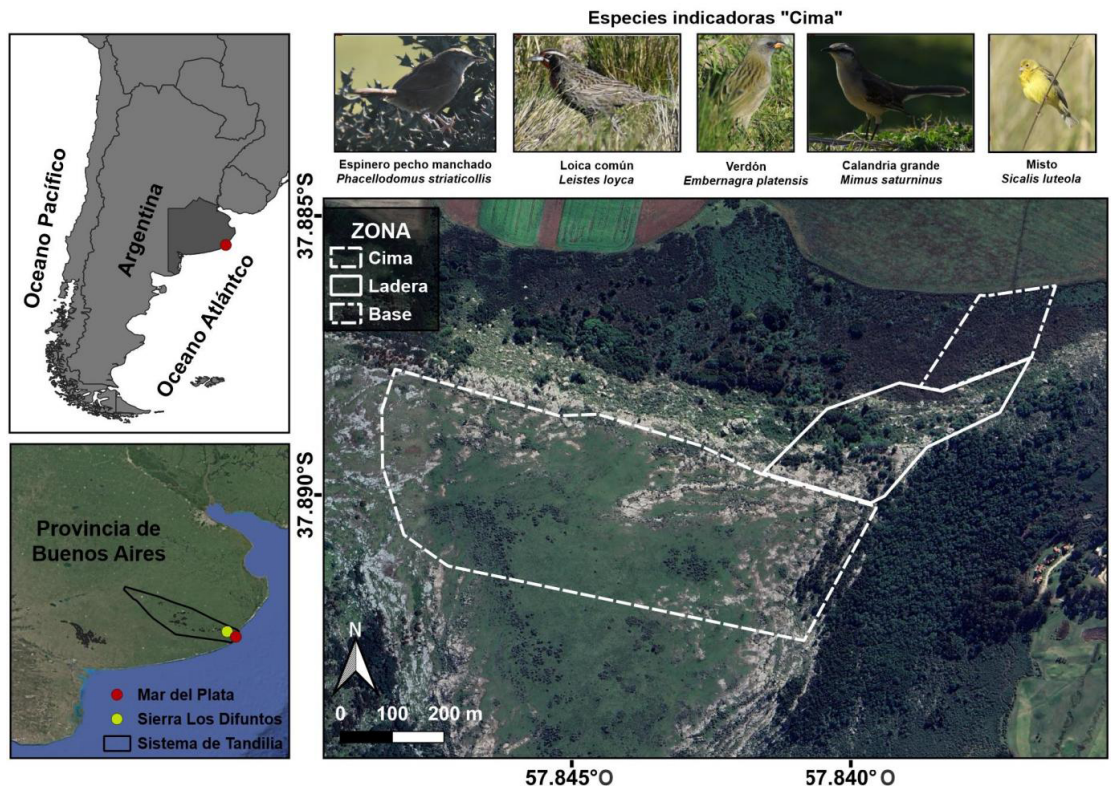 Especies indicadoras "Cima"
Espinero pecho manchado
Phacellodomus striaticollis
Loica común
Leistes loyca
Verdón
Embernagra platensis
Calandria grande
Mimus saturninus
Misto
Sicalis luteola
Oceano Pacífico
Argentina
Oceano Atlántco
Provincia de
Buenos Aires
Mar del Plata
Sierra Los Difuntos
Sistema de Tandilia
37.885°S
37.890°S
ZONA
Cima
Ladera
Base
N
0 100 200 m
57.845°O
57.840°O